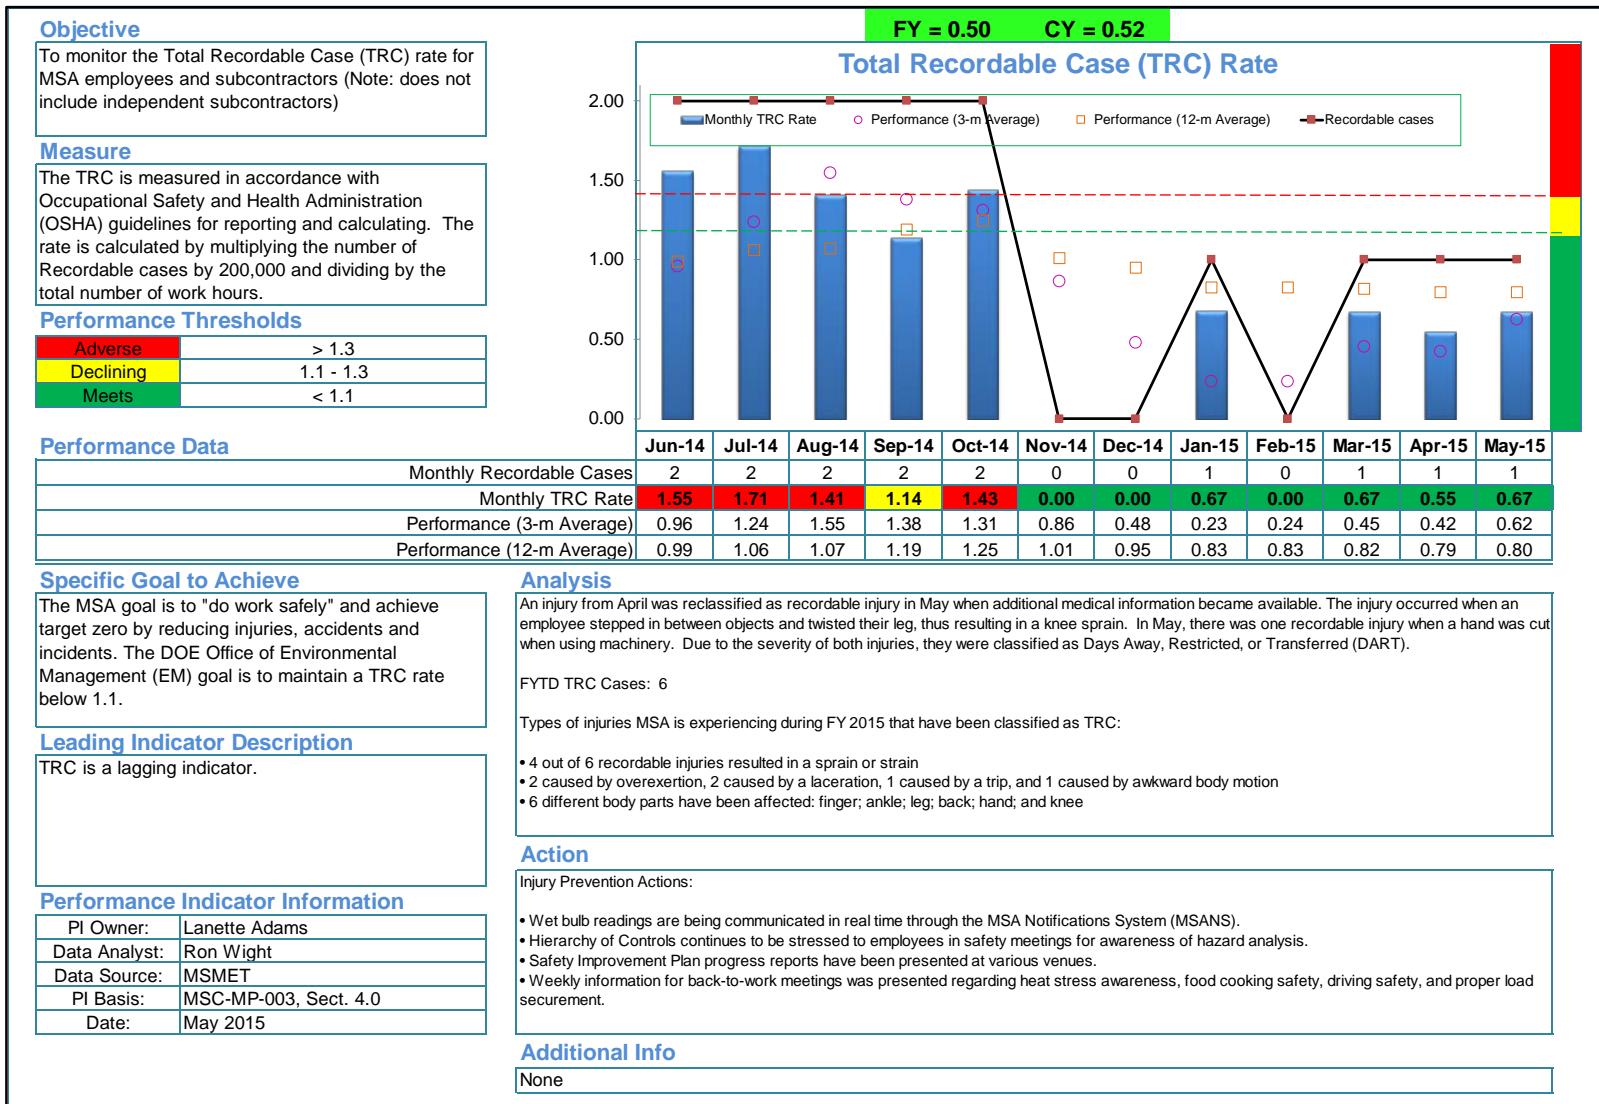 FY = 0.50 CY = 0.52
Objective
To monitor the Total Recordable Case (TRC) rate for
MSA employees and subcontractors (Note: does not
include independent subcontractors)
Measure
The TRC is measured in accordance with
Occupational Safety and Health Administration
(OSHA) guidelines for reporting and calculating. The
rate is calculated by multiplying the number of
Recordable cases by 200,000 and dividing by the
total number of work hours.
Performance Thresholds
Adverse > 1.3
Declining 1.1 - 1.3
Meets < 1.1
Total Recordable Case (TRC) Rate
Monthly TRC Rate Performance (3-m Average) Performance (12-m Average) Recordable cases
2.00
1.50
1.00
0.50
0.00
Performance Data Jun-14 Jul-14 Aug-14 Sep-14 Oct-14 Nov-14 Dec-14 Jan-15 Feb-15 Mar-15 Apr-15 May-15
Monthly Recordable Cases 2 2 2 2 2 0 0 1 0 1 1 1
Monthly TRC Rate 1.55 1.71 1.41 1.14 1.43 0.00 0.00 0.67 0.00 0.67 0.55 0.67
Performance (3-m Average) 0.96 1.24 1.55 1.38 1.31 0.86 0.48 0.23 0.24 0.45 0.42 0.62
Performance (12-m Average) 0.99 1.06 1.07 1.19 1.25 1.01 0.95 0.83 0.83 0.82 0.79 0.80
Specific Goal to Achieve
The MSA goal is to "do work safely" and achieve
target zero by reducing injuries, accidents and
incidents. The DOE Office of Environmental
Management (EM) goal is to maintain a TRC rate
below 1.1.
Leading Indicator Description
TRC is a lagging indicator.
Performance Indicator Information
PI Owner: Lanette Adams
Data Analyst: Ron Wight
Data Source: MSMET
PI Basis: MSC-MP-003, Sect. 4.0
Date: May 2015
Analysis
An injury from April was reclassified as recordable injury in May when additional medical information became available. The injury occurred when an
employee stepped in between objects and twisted their leg, thus resulting in a knee sprain. In May, there was one recordable injury when a hand was cut
when using machinery. Due to the severity of both injuries, they were classified as Days Away, Restricted, or Transferred (DART).
FYTD TRC Cases: 6
Types of injuries MSA is experiencing during FY 2015 that have been classified as TRC:
• 4 out of 6 recordable injuries resulted in a sprain or strain
• 2 caused by overexertion, 2 caused by a laceration, 1 caused by a trip, and 1 caused by awkward body motion
• 6 different body parts have been affected: finger; ankle; leg; back; hand; and knee
Action
Injury Prevention Actions:
• Wet bulb readings are being communicated in real time through the MSA Notifications System (MSANS).
• Hierarchy of Controls continues to be stressed to employees in safety meetings for awareness of hazard analysis.
• Safety Improvement Plan progress reports have been presented at various venues.
• Weekly information for back-to-work meetings was presented regarding heat stress awareness, food cooking safety, driving safety, and proper load
securement.
Additional Info
None